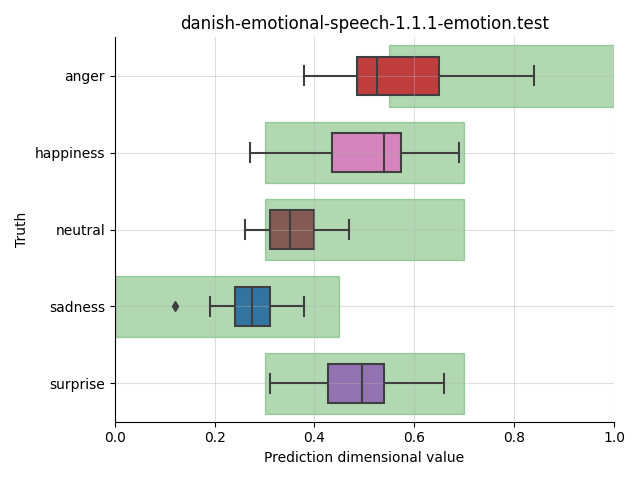 danish-emotional-speech-1.1.1-emotion.test
anger
happiness
neutral
sadness
surprise
Truth
0.0 0.2 0.4 0.6 0.8 1.0
Prediction dimensional value